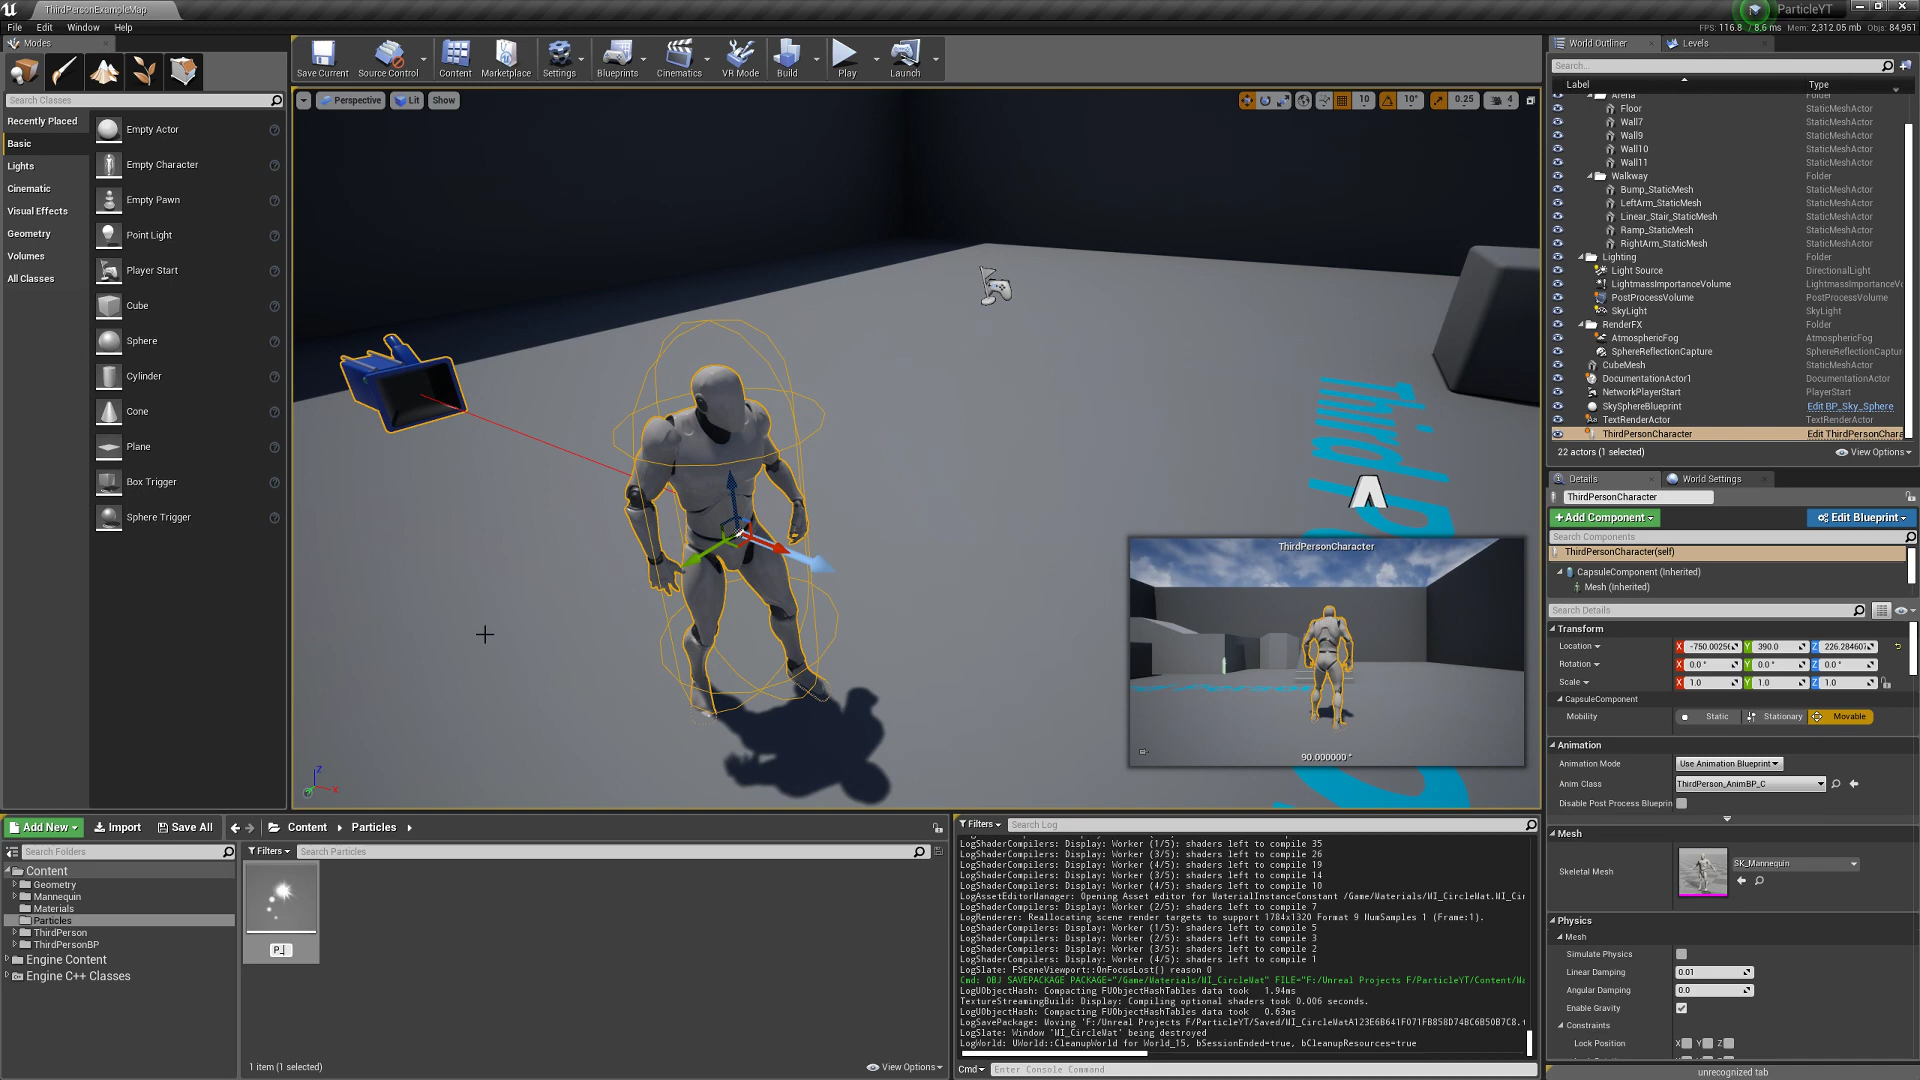 ThirdPersonExampleMap
ParticleYT
File Edit Window Help
FPS: 116.8 / 8.6 ms Mem: 2,312.05 mb Objs: 84,951
Modes
Search Classes
Recently Placed
Basic
Lights
Cinematic
Visual Effects
Geometry
Volumes
All Classes
Empty Actor
Empty Character
Empty Pawn
Point Light
Player Start
Cube
Sphere
Cylinder
Cone
Plane
Box Trigger
Sphere Trigger
Save Current Source Control Content Marketplace Settings Blueprints Cinematics VR Mode Build Play Launch
Perspective Lit Show
10 10° 0.25 4
ThirdPersonCharacter
90.000000 °
World Outliner Levels
Search...
Label Type
Arena Folder
Floor StaticMeshActor
Wall7 StaticMeshActor
Wall9 StaticMeshActor
Wall10 StaticMeshActor
Wall11 StaticMeshActor
Walkway Folder
Bump_StaticMesh StaticMeshActor
LeftArm_StaticMesh StaticMeshActor
Linear_Stair_StaticMesh StaticMeshActor
Ramp_StaticMesh StaticMeshActor
RightArm_StaticMesh StaticMeshActor
Lighting Folder
Light Source DirectionalLight
LightmassImportanceVolume LightmassImportanceVo
PostProcessVolume PostProcessVolume
SkyLight SkyLight
RenderFX Folder
AtmosphericFog AtmosphericFog
SphereReflectionCapture SphereReflectionCaptur
CubeMesh StaticMeshActor
DocumentationActor1 DocumentationActor
NetworkPlayerStart PlayerStart
SkySphereBlueprint Edit BP_Sky_Sphere
TextRenderActor TextRenderActor
ThirdPersonCharacter Edit ThirdPersonChara
22 actors (1 selected) View Options
Details World Settings
ThirdPersonCharacter
Add Component Edit Blueprint
Search Components
ThirdPersonCharacter(self)
CapsuleComponent (Inherited)
Mesh (Inherited)
Search Details
Transform
Location X -750.0025 Y 390.0 Z 226.284607
Rotation X 0.0 ° Y 0.0 ° Z 0.0 °
Scale X 1.0 Y 1.0 Z 1.0
CapsuleComponent
Mobility Static Stationary Movable
Animation
Animation Mode Use Animation Blueprint
Anim Class ThirdPerson_AnimBP_C
Disable Post Process Blueprin
Mesh
Skeletal Mesh SK_Mannequin
Physics
Mesh
Simulate Physics
Linear Damping 0.01
Angular Damping 0.0
Enable Gravity
Constraints
Lock Position X Y Z
unrecognized tab
Add New Import Save All Content Particles
Search Folders
Content
Geometry
Mannequin
Materials
Particles
ThirdPerson
ThirdPersonBP
Engine Content
Engine C++ Classes
Filters Search Particles
P_
1 item (1 selected) View Options
Filters Search Log
LogShaderCompilers: Display: Worker (1/5): shaders left to compile 35
LogShaderCompilers: Display: Worker (3/5): shaders left to compile 26
LogShaderCompilers: Display: Worker (4/5): shaders left to compile 19
LogShaderCompilers: Display: Worker (3/5): shaders left to compile 14
LogShaderCompilers: Display: Worker (4/5): shaders left to compile 10
LogAssetEditorManager: Opening Asset editor for MaterialInstanceConstant /Game/Materials/MI_CircleMat.MI_Cir
LogShaderCompilers: Display: Worker (2/5): shaders left to compile 7
LogRenderer: Reallocating scene render targets to support 1784x1320 Format 9 NumSamples 1 (Frame:1).
LogShaderCompilers: Display: Worker (1/5): shaders left to compile 5
LogShaderCompilers: Display: Worker (2/5): shaders left to compile 3
LogShaderCompilers: Display: Worker (3/5): shaders left to compile 2
LogShaderCompilers: Display: Worker (4/5): shaders left to compile 1
LogSlate: FSceneViewport::OnFocusLost() reason 0
Cmd: OBJ SAVEPACKAGE PACKAGE="/Game/Materials/MI_CircleMat" FILE="F:/Unreal Projects F/ParticleYT/Content/Ma
LogUObjectHash: Compacting FUObjectHashTables data took 1.94ms
TextureStreamingBuild: Display: Compiling optional shaders took 0.006 seconds.
LogUObjectHash: Compacting FUObjectHashTables data took 0.63ms
LogSavePackage: Moving 'F:/Unreal Projects F/ParticleYT/Saved/MI_CircleMatA123E6B641F071FB858D74BC6B50B7C8.
LogSlate: Window 'MI_CircleMat' being destroyed
LogWorld: UWorld::CleanupWorld for World_15, bSessionEnded=true, bCleanupResources=true
Cmd Enter Console Command